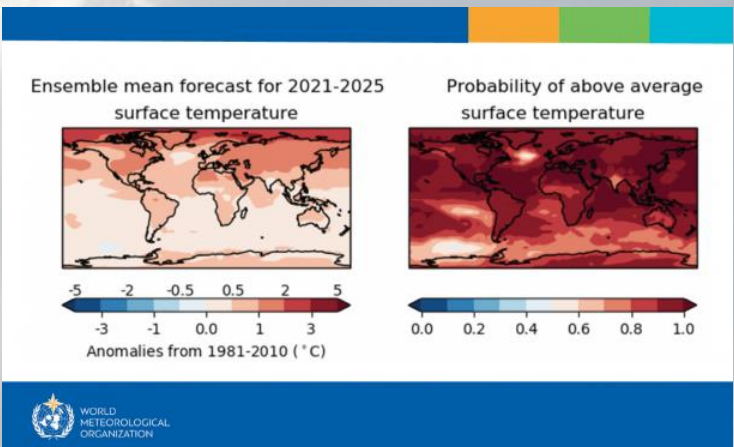 Ensemble mean forecast for 2021-2025
surface temperature
Probability of above average
surface temperature
-5 -2 -0.5 0.5 2 5
-3 -1 0.0 1 3
Anomalies from 1981-2010 (°C)
0.0 0.2 0.4 0.6 0.8 1.0
WORLD
METEOROLOGICAL
ORGANIZATION